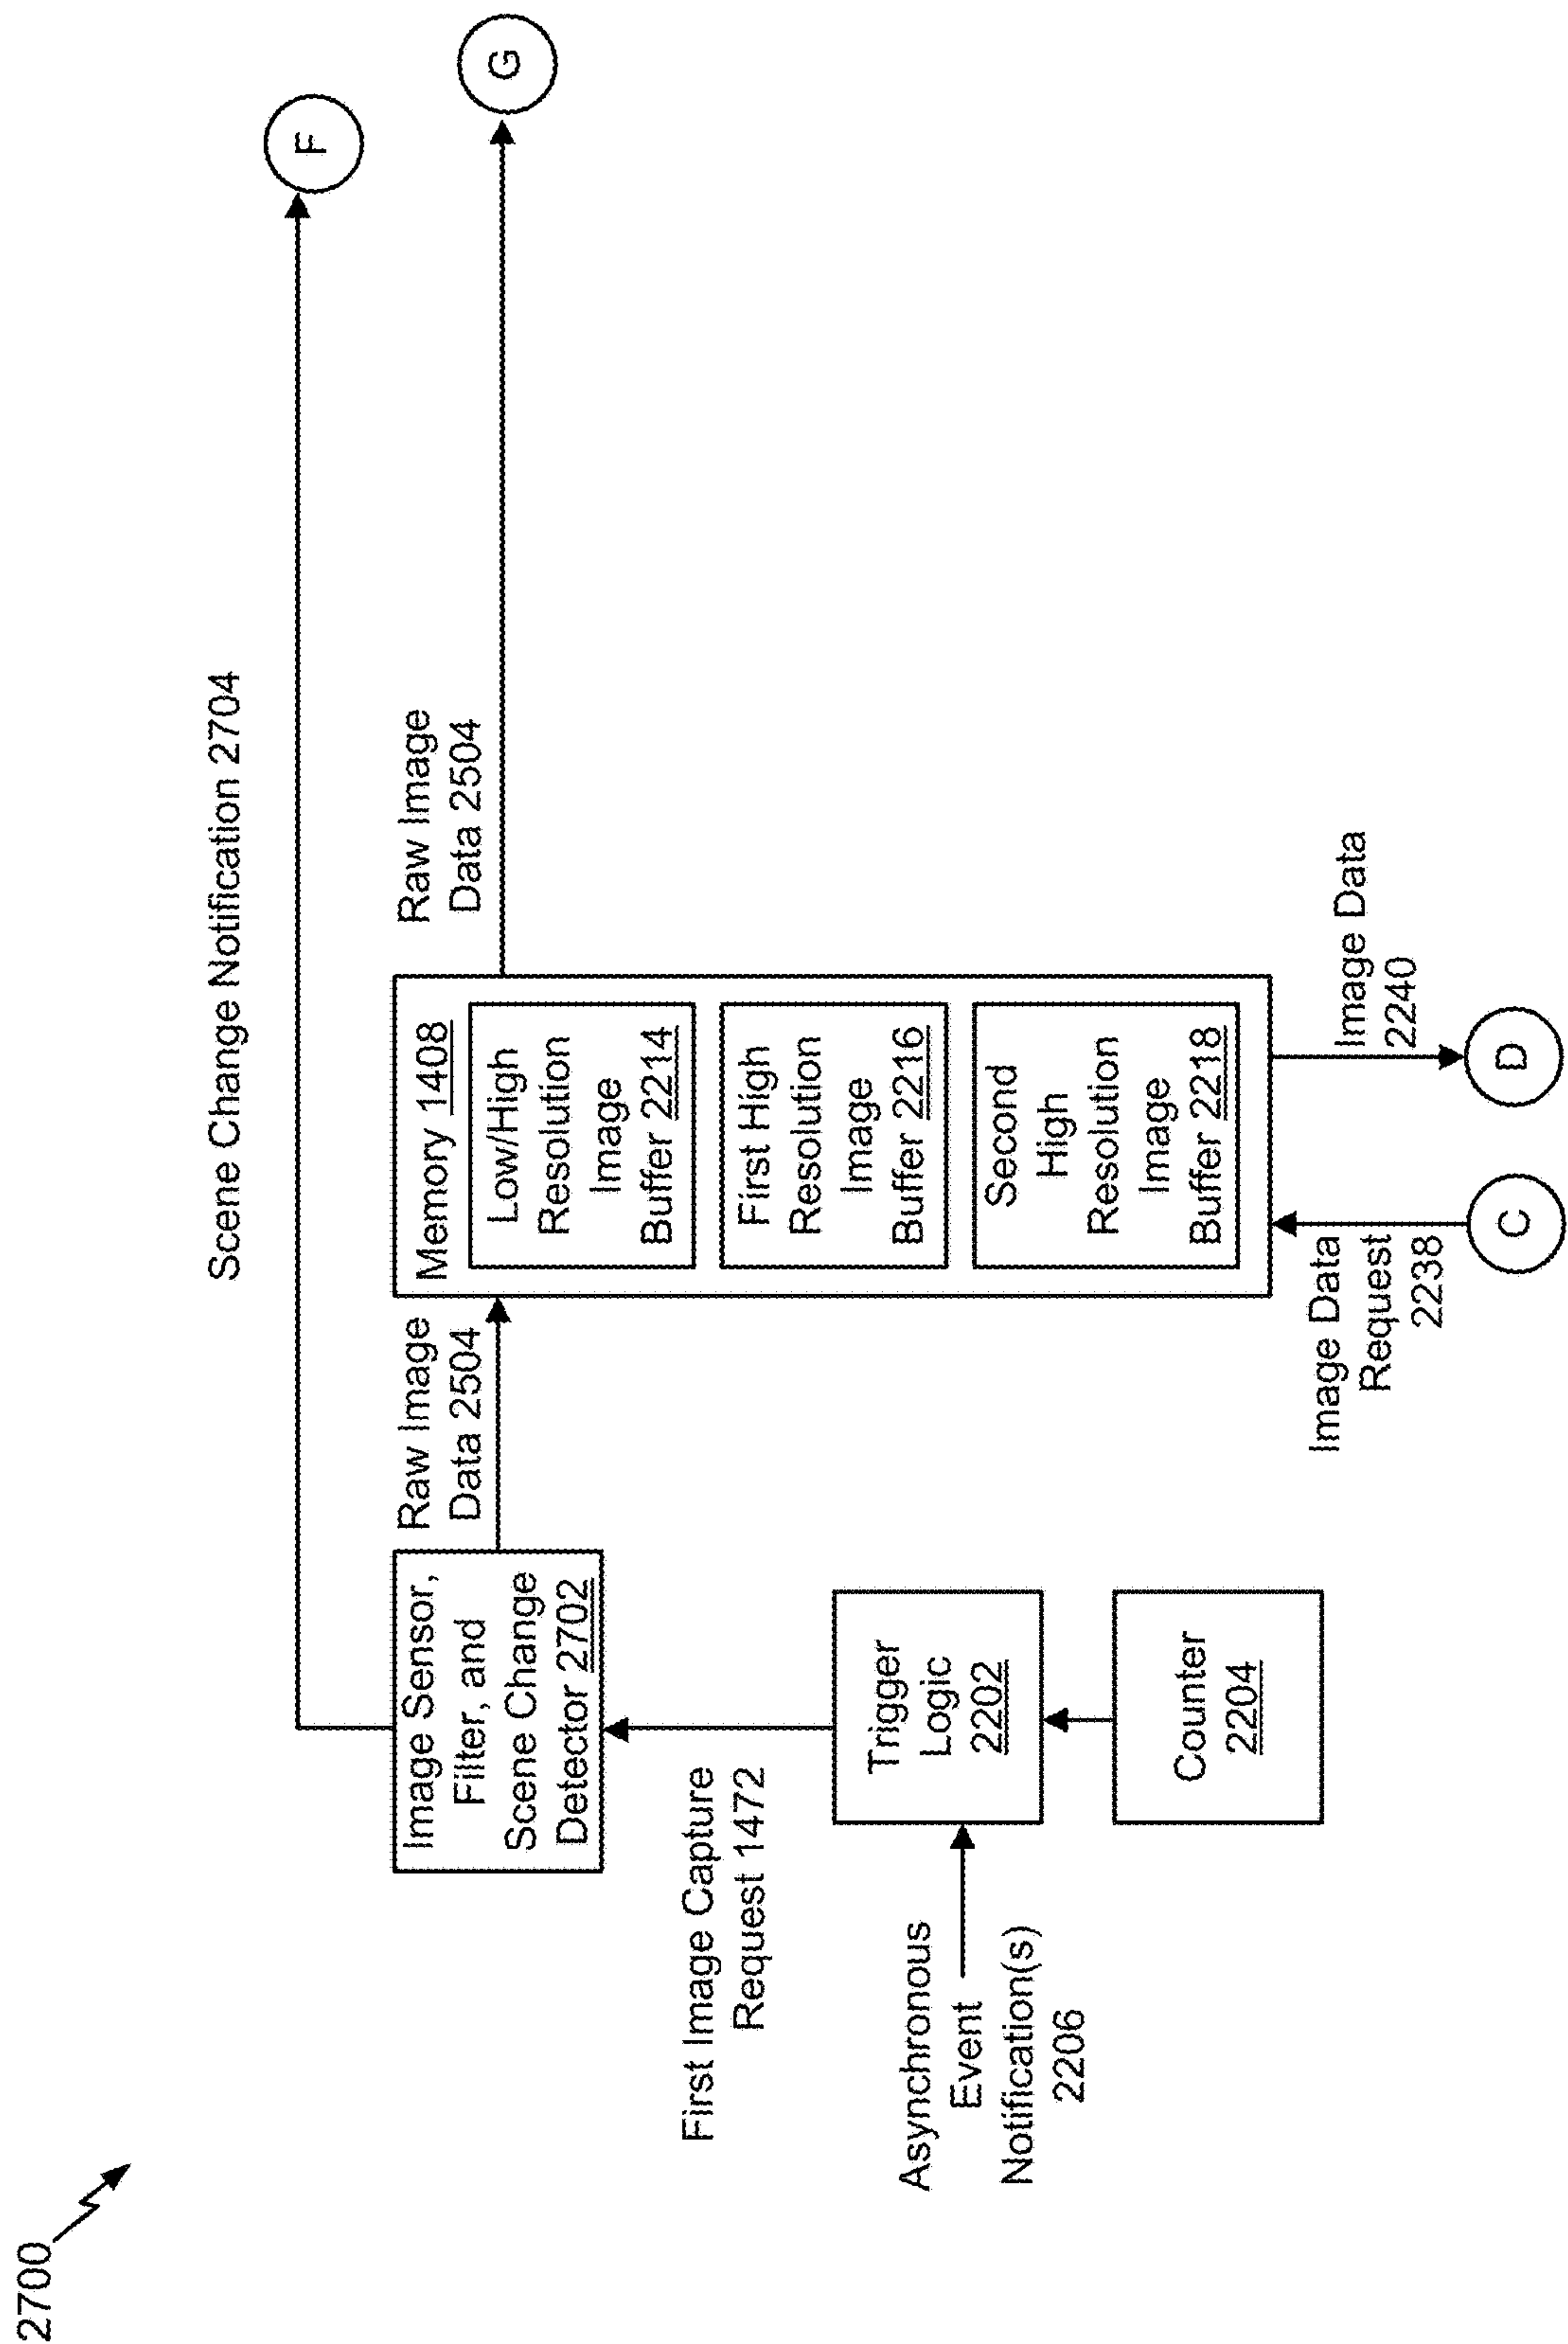 2700
Scene Change Notification 2704
F
Image Sensor,
Filter, and
Scene Change
Detector 2702
Raw Image
Data 2504
Memory 1408
Low/High
Resolution
Image
Buffer 2214
First High
Resolution
Image
Buffer 2216
Second
High
Resolution
Image
Buffer 2218
Raw Image
Data 2504
G
First Image Capture
Request 1472
Asynchronous
Event
Notification(s)
2206
Trigger
Logic
2202
Counter
2204
Image Data
Request
2238
C
Image Data
2240
D